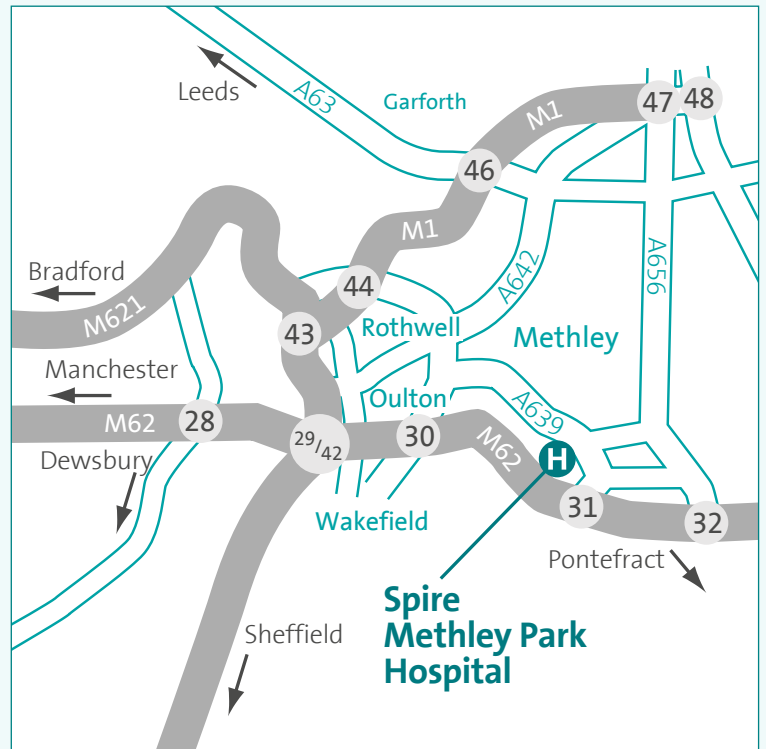 Leeds
A63
Garforth
M1
47
48
46
M1
A642
A656
Bradford
M621
44
43
Rothwell
Methley
Manchester
M62
28
Oulton
A639
29/42
30
M62
H
Dewsbury
31
32
Wakefield
Pontefract
Spire
Methley Park
Hospital
Sheffield